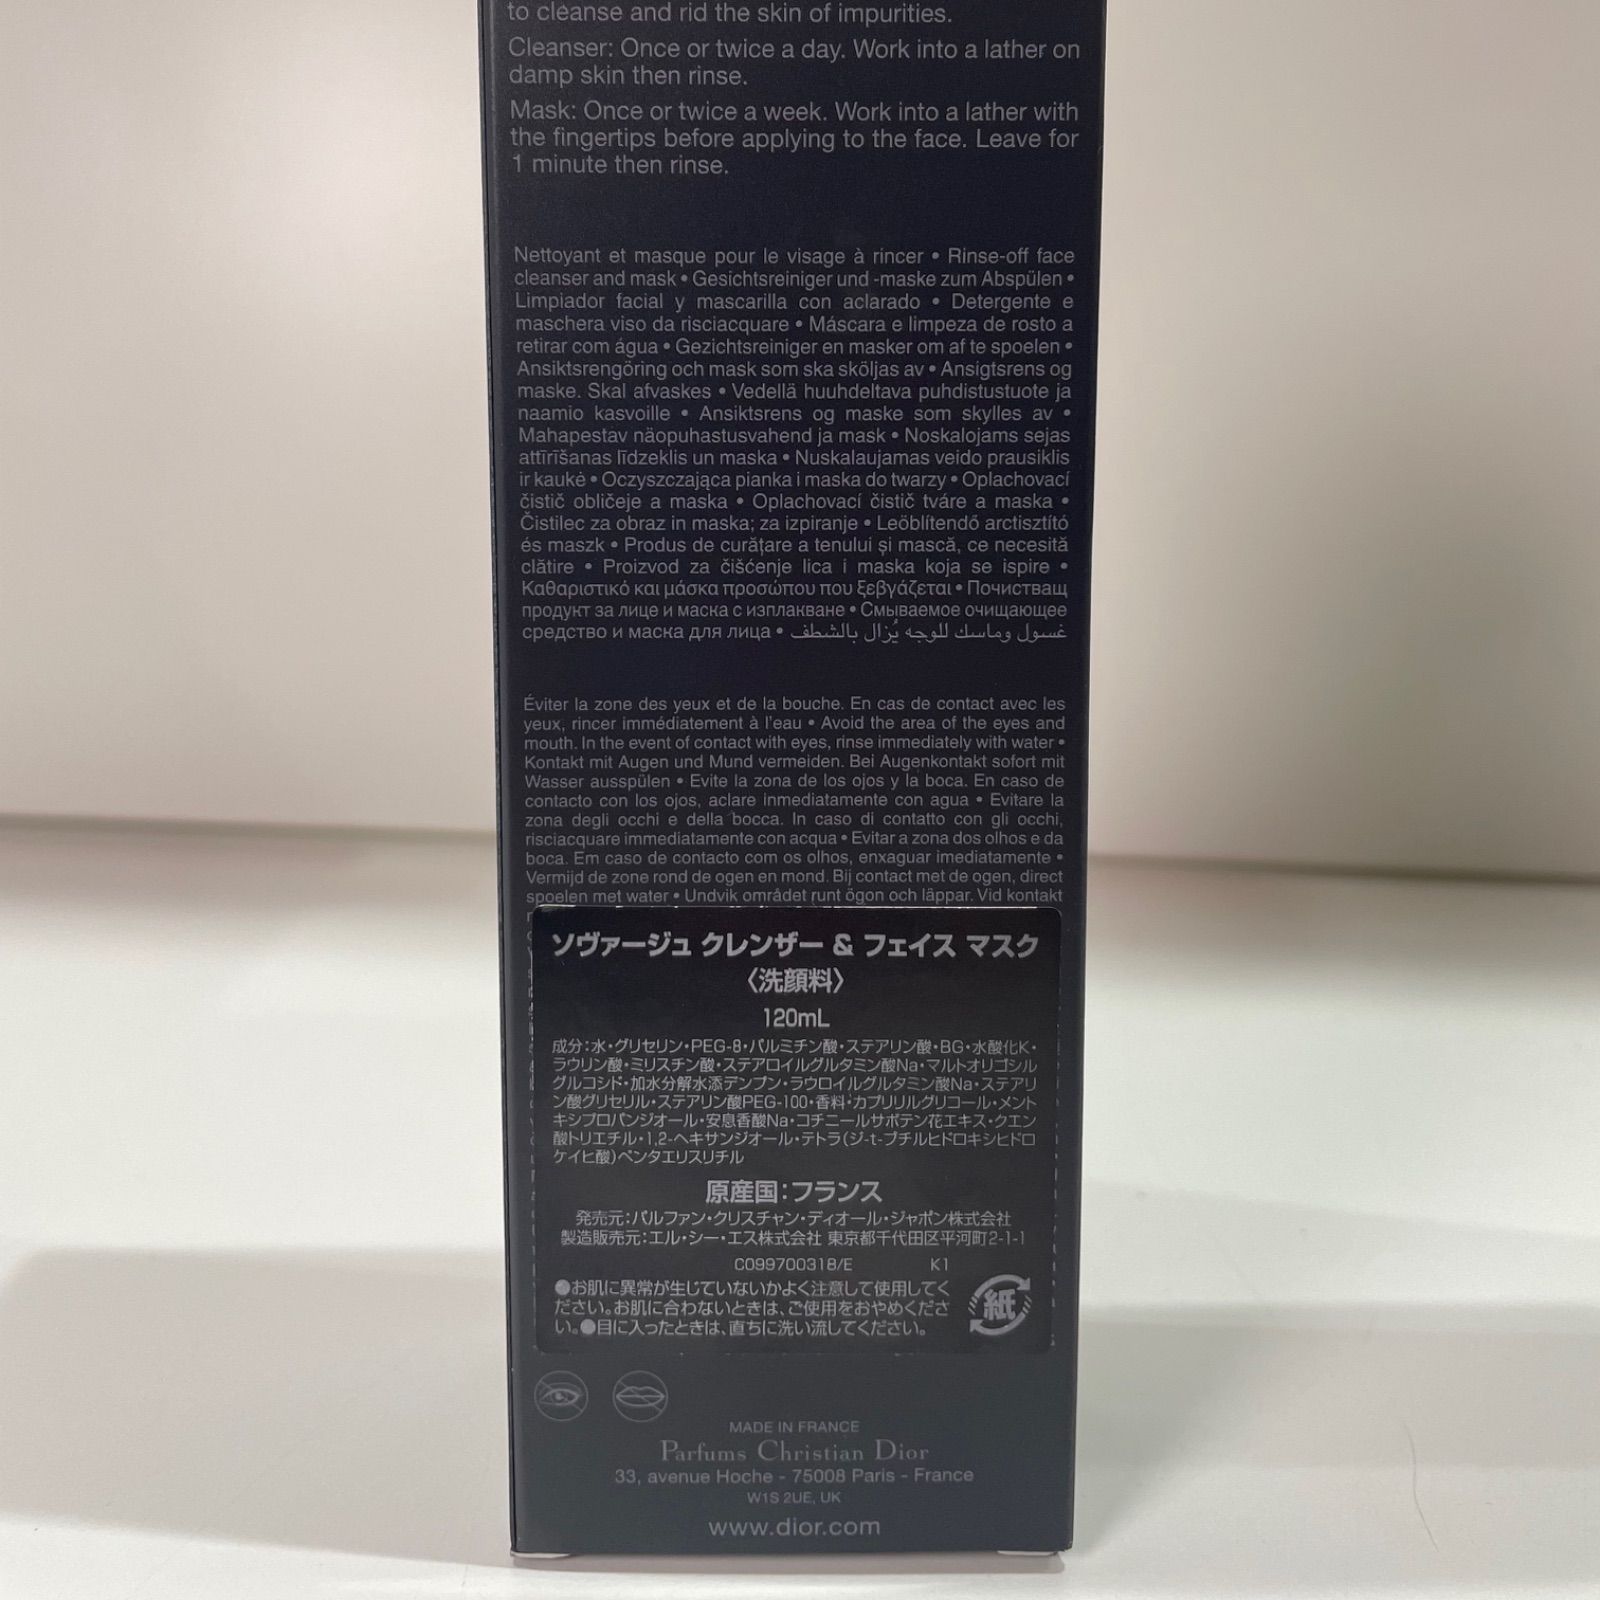 to cleanse and rid the skin of impurities.
Cleanser: Once or twice a day. Work into a lather on
damp skin then rinse.
Mask: Once or twice a week. Work into a lather with
the fingertips before applying to the face. Leave for
1 minute then rinse.
Nettoyant et masque pour le visage à rincer • Rinse-off face
cleanser and mask • Gesichtsreiniger und -maske zum Abspülen •
Limpiador facial y mascarilla con aclarado • Detergente e
maschera viso da risciacquare • Máscara e limpeza de rosto a
retirar com água • Gezichtsreiniger en masker om af te spoelen •
Ansiktsrengöring och mask som ska sköljas av • Ansigtsrens og
maske. Skal afvaskes • Vedellä huuhdeltava puhdistustuote ja
naamio kasvoille • Ansiktsrens og maske som skylles av •
Mahapestav näopuhastusvahend ja mask • Noskalojams sejas
attīrīšanas līdzeklis un maska • Nuskalaujamas veido prausiklis
ir kaukė • Oczyszczająca pianka i maska do twarzy • Oplachovací
čistič obličeje a maska • Oplachovací čistič tváre a maska •
Čistilec za obraz in maska; za izpiranje • Leöblítendő arctisztító
és maszk • Produs de curățare a tenului și mască, ce necesită
clătire • Proizvod za čišćenje lica i maska koja se ispire •
Καθαριστικό και μάσκα προσώπου που ξεβγάζεται • Почистващ
продукт за лице и маска с изплакване • Смываемое очищающее
средство и маска для лица • غسول وماسك للوجه يُزال بالشطف
Éviter la zone des yeux et de la bouche. En cas de contact avec les
yeux, rincer immédiatement à l'eau • Avoid the area of the eyes and
mouth. In the event of contact with eyes, rinse immediately with water •
Kontakt mit Augen und Mund vermeiden. Bei Augenkontakt sofort mit
Wasser ausspülen • Evite la zona de los ojos y la boca. En caso de
contacto con los ojos, aclare inmediatamente con agua • Evitare la
zona degli occhi e della bocca. In caso di contatto con gli occhi,
risciacquare immediatamente con acqua • Evitar a zona dos olhos e da
boca. Em caso de contacto com os olhos, enxaguar imediatamente •
Vermijd de zone rond de ogen en mond. Bij contact met de ogen, direct
spoelen met water • Undvik området runt ögon och läppar. Vid kontakt
ソヴァージュ クレンザー & フェイス マスク
〈洗顔料〉
120mL
成分:水・グリセリン・PEG-8・パルミチン酸・ステアリン酸・BG・水酸化K・
ラウリン酸・ミリスチン酸・ステアロイルグルタミン酸Na・マルトオリゴシル
グルコシド・加水分解水添デンプン・ラウロイルグルタミン酸Na・ステアリ
ン酸グリセリル・ステアリン酸PEG-100・香料・カプリリルグリコール・メント
キシプロパンジオール・安息香酸Na・コチニールサボテン花エキス・クエン
酸トリエチル・1,2-ヘキサンジオール・テトラ(ジ-t-ブチルヒドロキシヒドロ
ケイヒ酸)ペンタエリスリチル
原産国:フランス
発売元:パルファン・クリスチャン・ディオール・ジャポン株式会社
製造販売元:エル・シー・エス株式会社 東京都千代田区平河町2-1-1
C099700318/E K1
●お肌に異常が生じていないかよく注意して使用してく
ださい。お肌に合わないときは、ご使用をおやめくださ
い。●目に入ったときは、直ちに洗い流してください。
紙
MADE IN FRANCE
Parfums Christian Dior
33, avenue Hoche - 75008 Paris - France
W1S 2UE, UK
www.dior.com